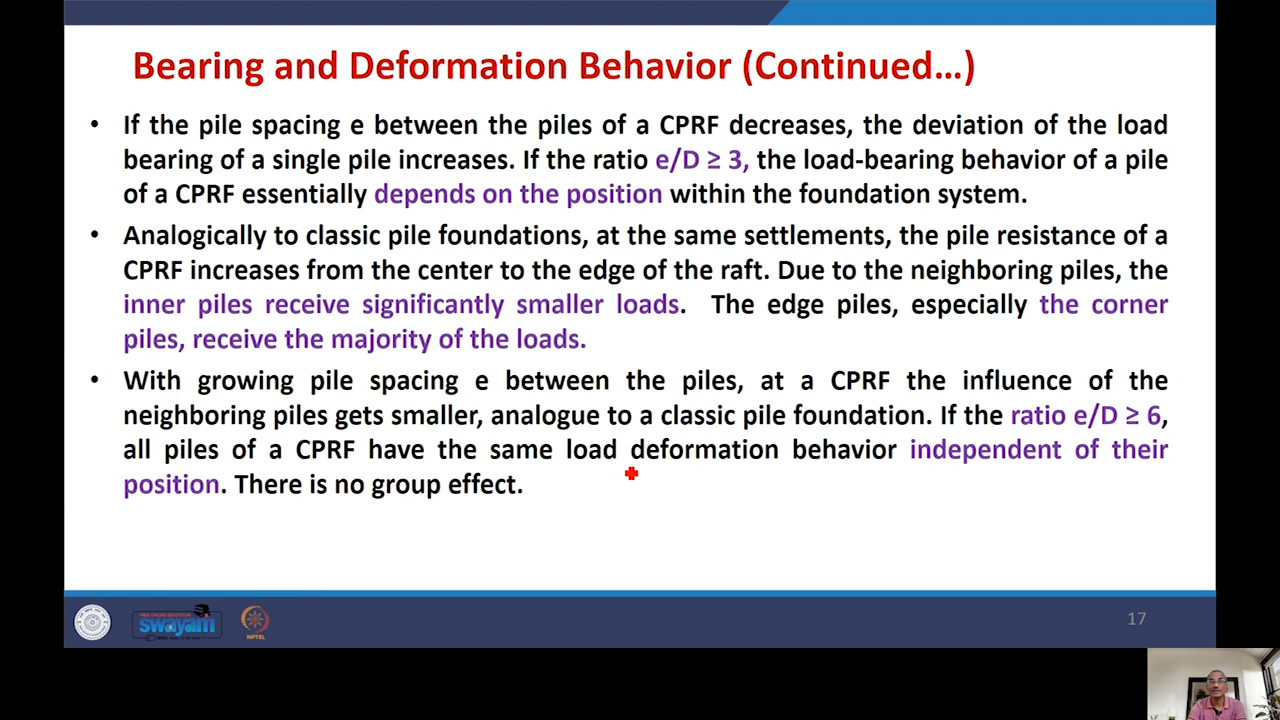 Bearing and Deformation Behavior (Continued…)
• If the pile spacing e between the piles of a CPRF decreases, the deviation of the load
bearing of a single pile increases. If the ratio e/D ≥ 3, the load-bearing behavior of a pile
of a CPRF essentially depends on the position within the foundation system.
• Analogically to classic pile foundations, at the same settlements, the pile resistance of a
CPRF increases from the center to the edge of the raft. Due to the neighboring piles, the
inner piles receive significantly smaller loads. The edge piles, especially the corner
piles, receive the majority of the loads.
• With growing pile spacing e between the piles, at a CPRF the influence of the
neighboring piles gets smaller, analogue to a classic pile foundation. If the ratio e/D ≥ 6,
all piles of a CPRF have the same load deformation behavior independent of their
position. There is no group effect.
swayam
NPTEL
17